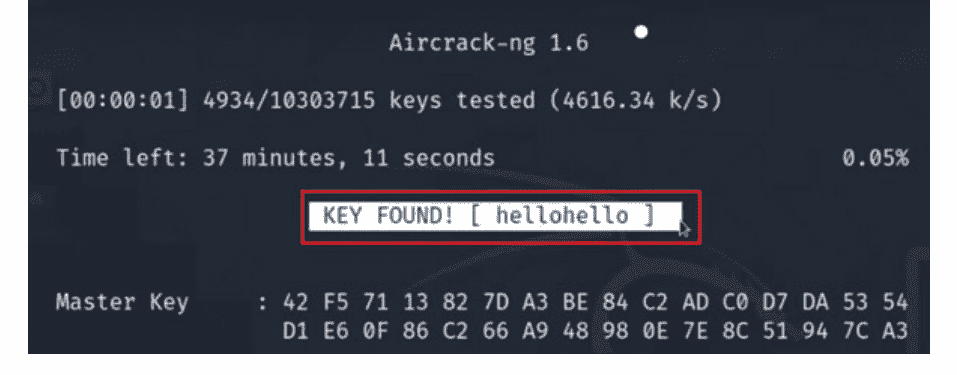 Aircrack-ng 1.6
[00:00:01] 4934/10303715 keys tested (4616.34 k/s)
Time left: 37 minutes, 11 seconds 0.05%
KEY FOUND! [ hellohello ]
Master Key : 42 F5 71 13 82 7D A3 BE 84 C2 AD C0 D7 DA 53 54
D1 E6 0F 86 C2 66 A9 48 98 0E 7E 8C 51 94 7C A3